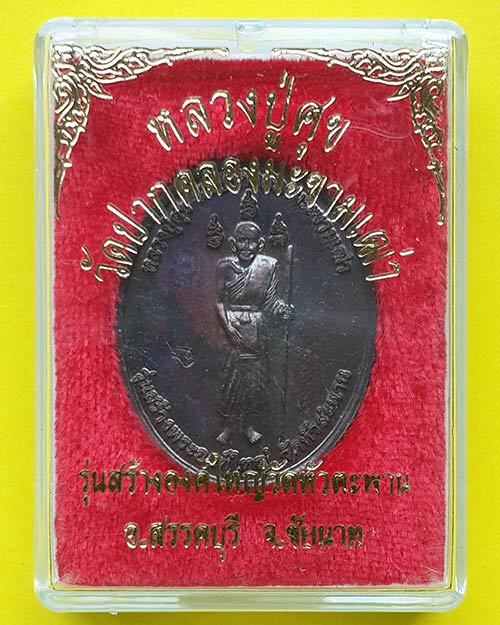 หลวงปู่ศุข
วัดปากคลองมะขามเฒ่า
รุ่นสร้างองค์ใหญ่วัดหัวตะพาน
อ.สรรคบุรี จ.ชัยนาท